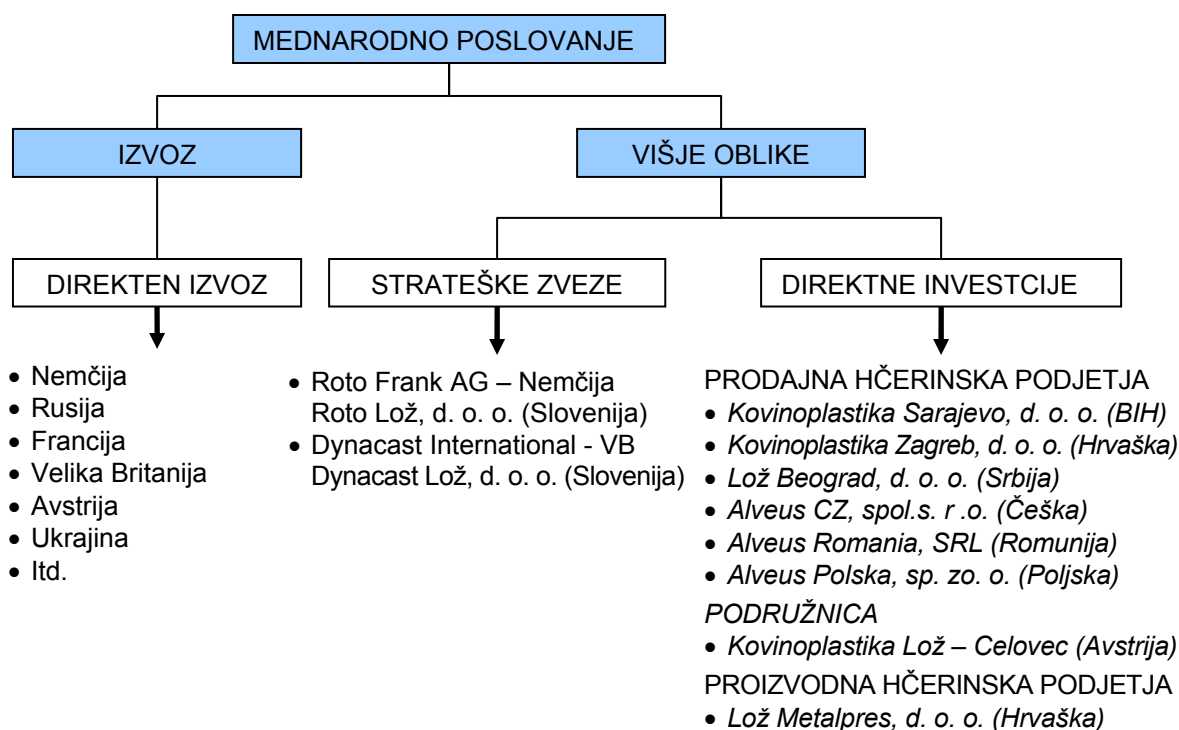 MEDNARODNO POSLOVANJE
IZVOZ
VIŠJE OBLIKE
DIREKTEN IZVOZ
STRATEŠKE ZVEZE
DIREKTNE INVESTCIJE
• Nemčija
• Rusija
• Francija
• Velika Britanija
• Avstrija
• Ukrajina
• Itd.
• Roto Frank AG – Nemčija
Roto Lož, d. o. o. (Slovenija)
• Dynacast International - VB
Dynacast Lož, d. o. o. (Slovenija)
PRODAJNA HČERINSKA PODJETJA
• Kovinoplastika Sarajevo, d. o. o. (BIH)
• Kovinoplastika Zagreb, d. o. o. (Hrvaška)
• Lož Beograd, d. o. o. (Srbija)
• Alveus CZ, spol.s. r .o. (Češka)
• Alveus Romania, SRL (Romunija)
• Alveus Polska, sp. zo. o. (Poljska)
PODRUŽNICA
• Kovinoplastika Lož – Celovec (Avstrija)
PROIZVODNA HČERINSKA PODJETJA
• Lož Metalpres, d. o. o. (Hrvaška)